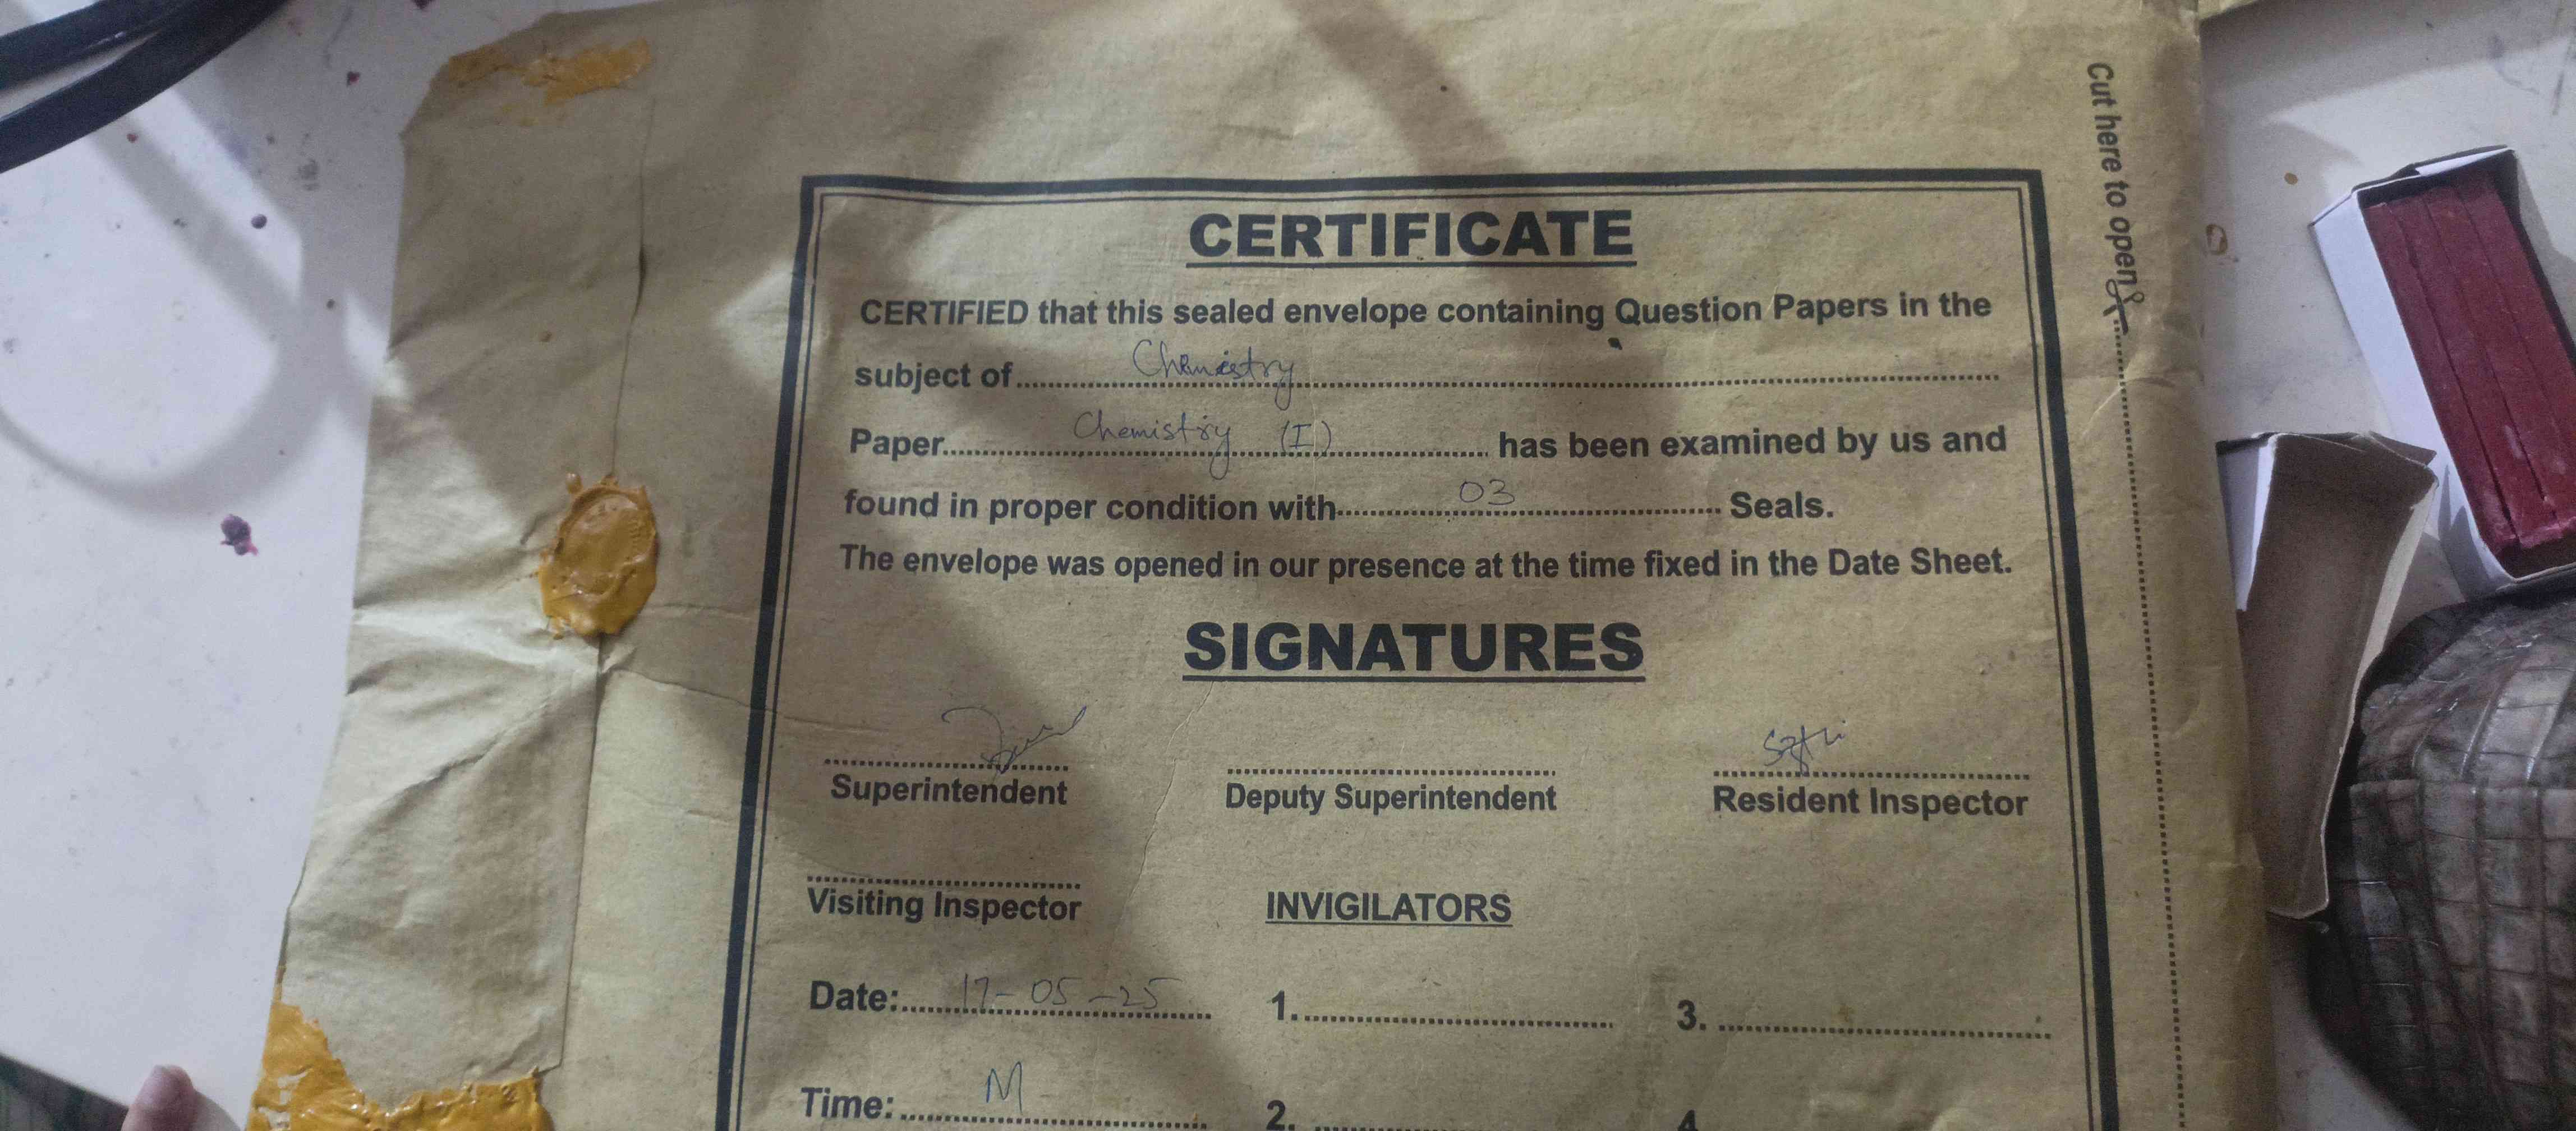 CERTIFICATE
CERTIFIED that this sealed envelope containing Question Papers in the
subject of Chemistry
Paper Chemistry (I) has been examined by us and
found in proper condition with 03 Seals.
The envelope was opened in our presence at the time fixed in the Date Sheet.
SIGNATURES
Superintendent Deputy Superintendent Resident Inspector
Visiting Inspector INVIGILATORS
Date: 17-05-25 1. 3.
Time: M 2. 4
Cut here to open